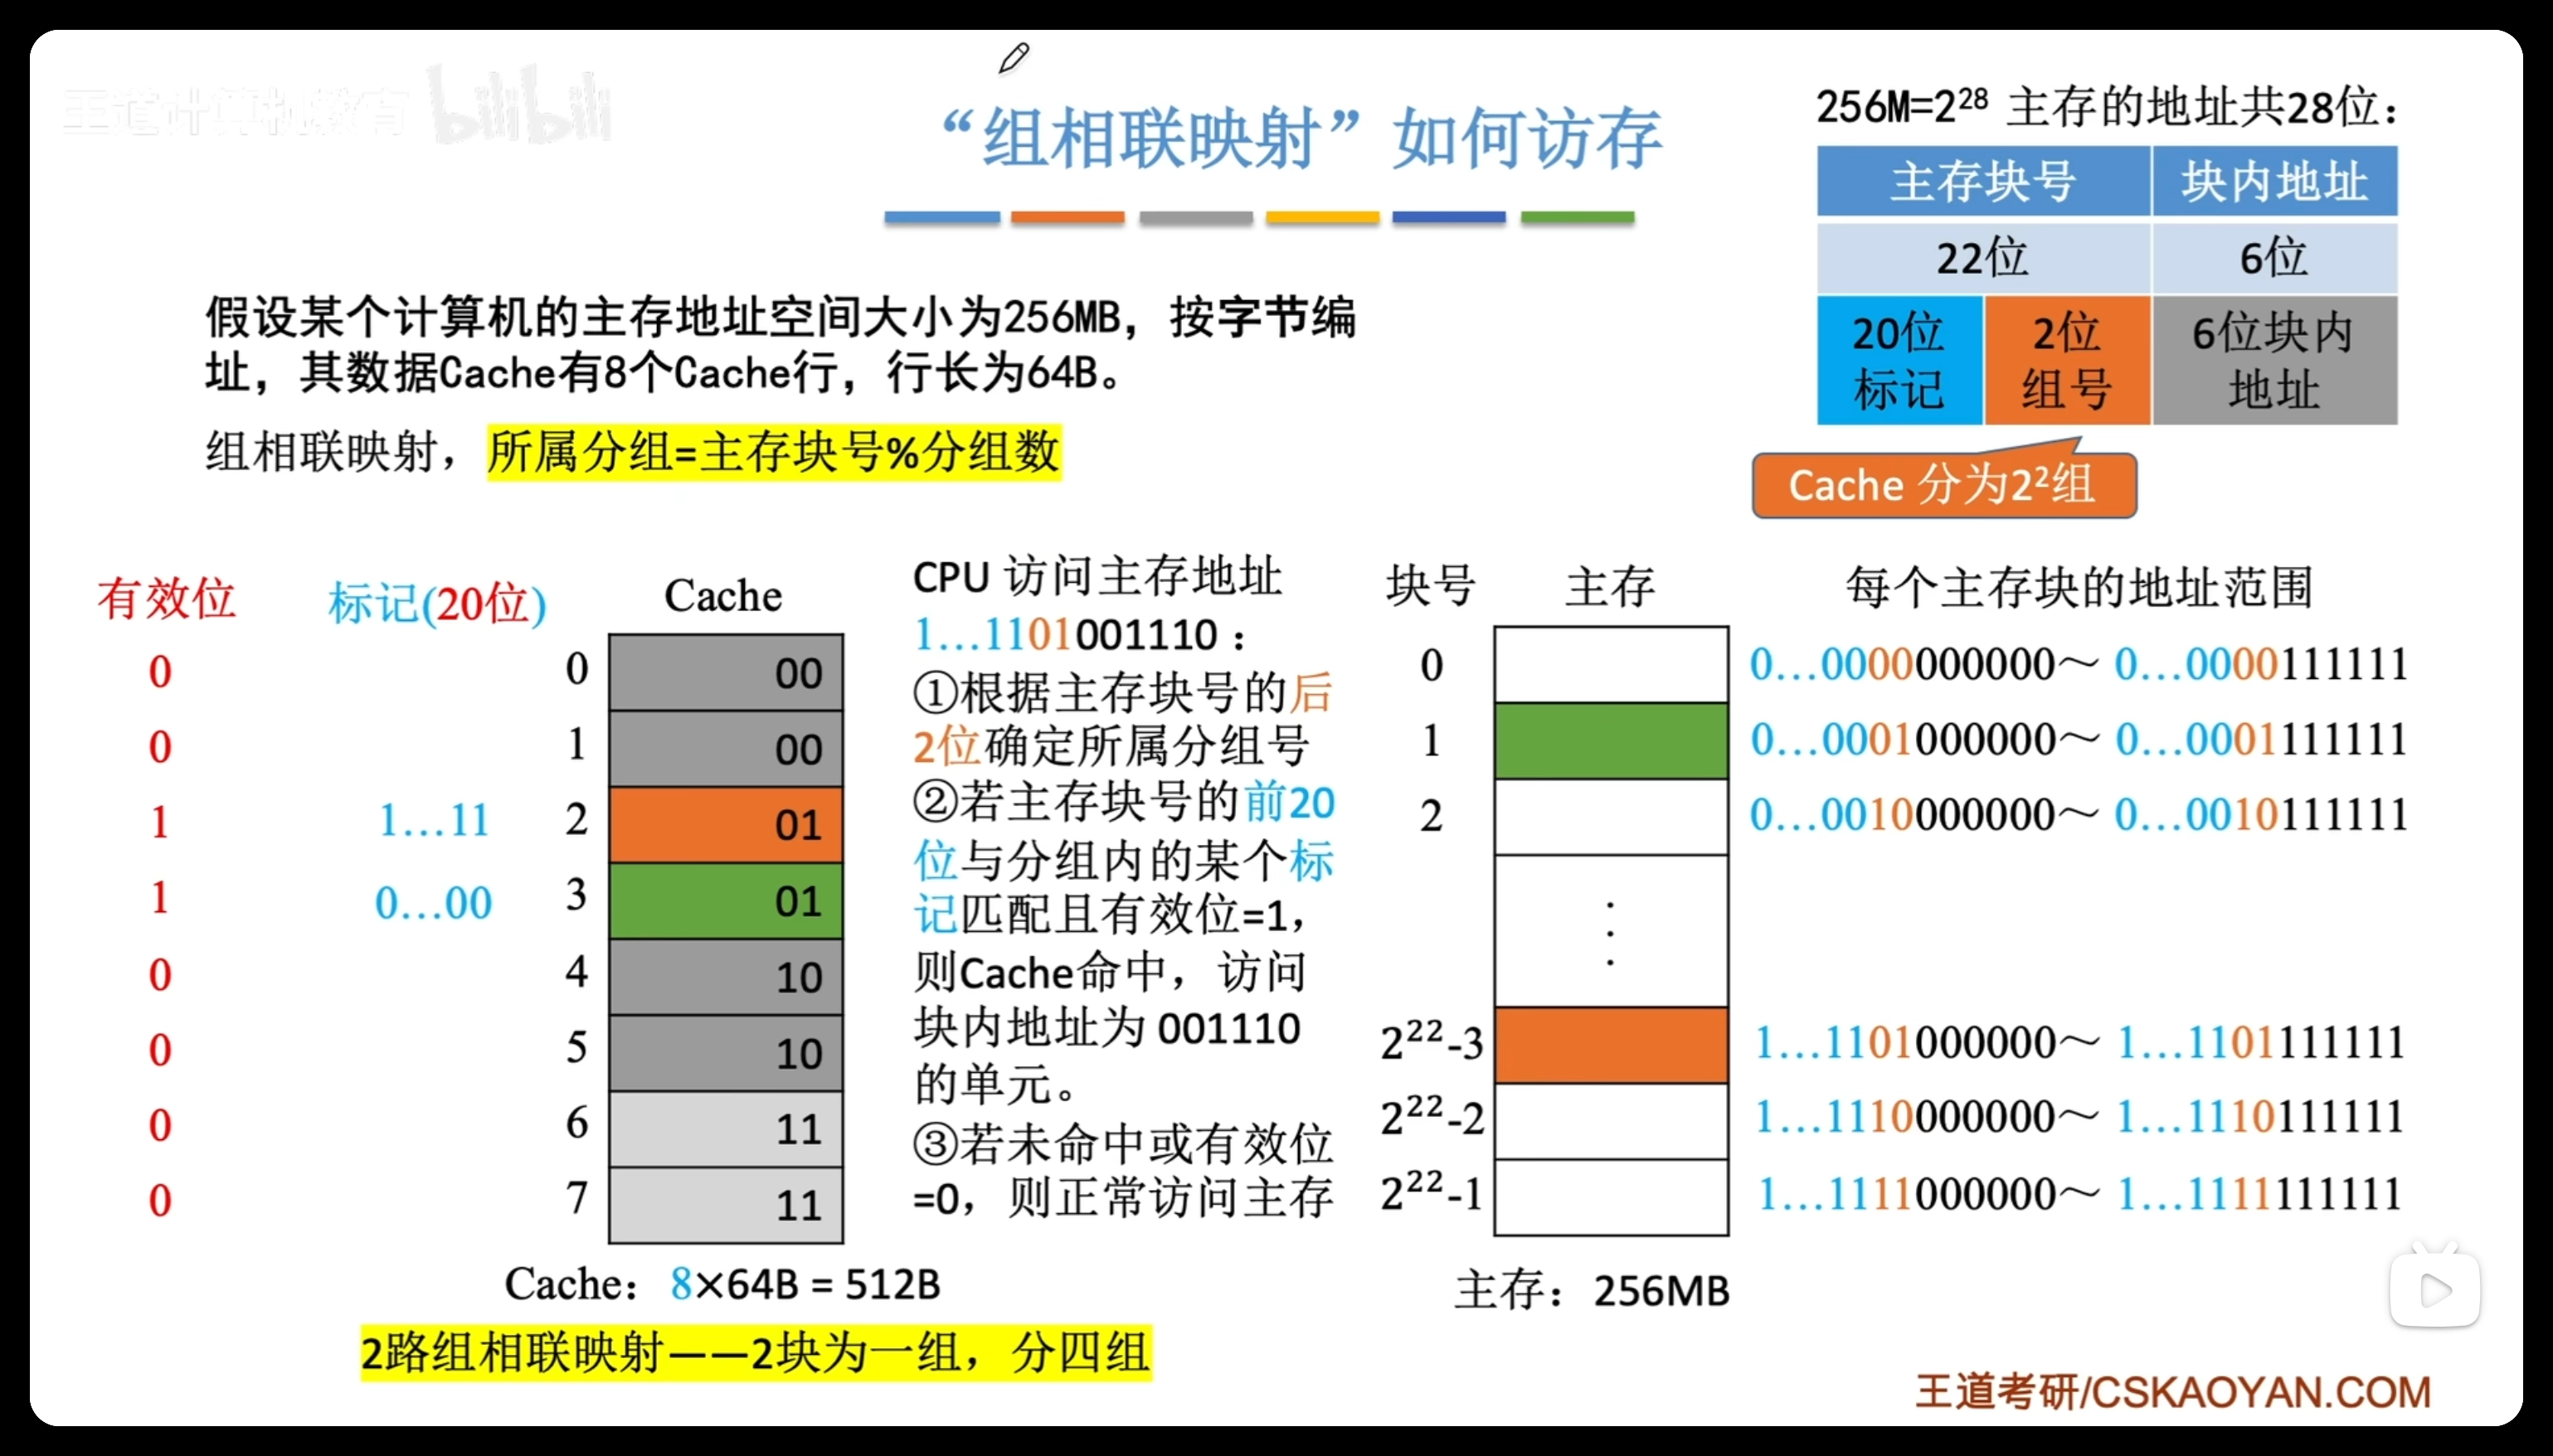 王道计算机教育 bilibili
“组相联映射”如何访存
256M=2²⁸ 主存的地址共28位：
主存块号 块内地址
22位 6位
20位标记 2位组号 6位块内地址
Cache 分为2²组
假设某个计算机的主存地址空间大小为256MB，按字节编
址，其数据Cache有8个Cache行，行长为64B。
组相联映射，所属分组=主存块号%分组数
有效位 标记(20位) Cache
0 0 00
0 1 00
1 1…11 2 01
1 0…00 3 01
0 4 10
0 5 10
0 6 11
0 7 11
Cache：8×64B = 512B
2路组相联映射——2块为一组，分四组
CPU 访问主存地址
1…1101001110：
①根据主存块号的后
2位确定所属分组号
②若主存块号的前20
位与分组内的某个标
记匹配且有效位=1，
则Cache命中，访问
块内地址为 001110
的单元。
③若未命中或有效位
=0，则正常访问主存
块号 主存 每个主存块的地址范围
0 0…0000000000～ 0…0000111111
1 0…0001000000～ 0…0001111111
2 0…0010000000～ 0…0010111111
2²²-3 1…1101000000～ 1…1101111111
2²²-2 1…1110000000～ 1…1110111111
2²²-1 1…1111000000～ 1…1111111111
主存：256MB
王道考研/CSKAOYAN.COM